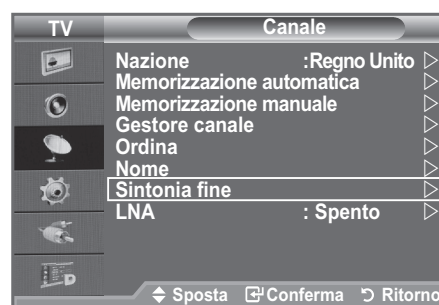 TV Canale
Nazione :Regno Unito
Memorizzazione automatica
Memorizzazione manuale
Gestore canale
Ordina
Nome
Sintonia fine
LNA : Spento
Sposta Conferma Ritorno